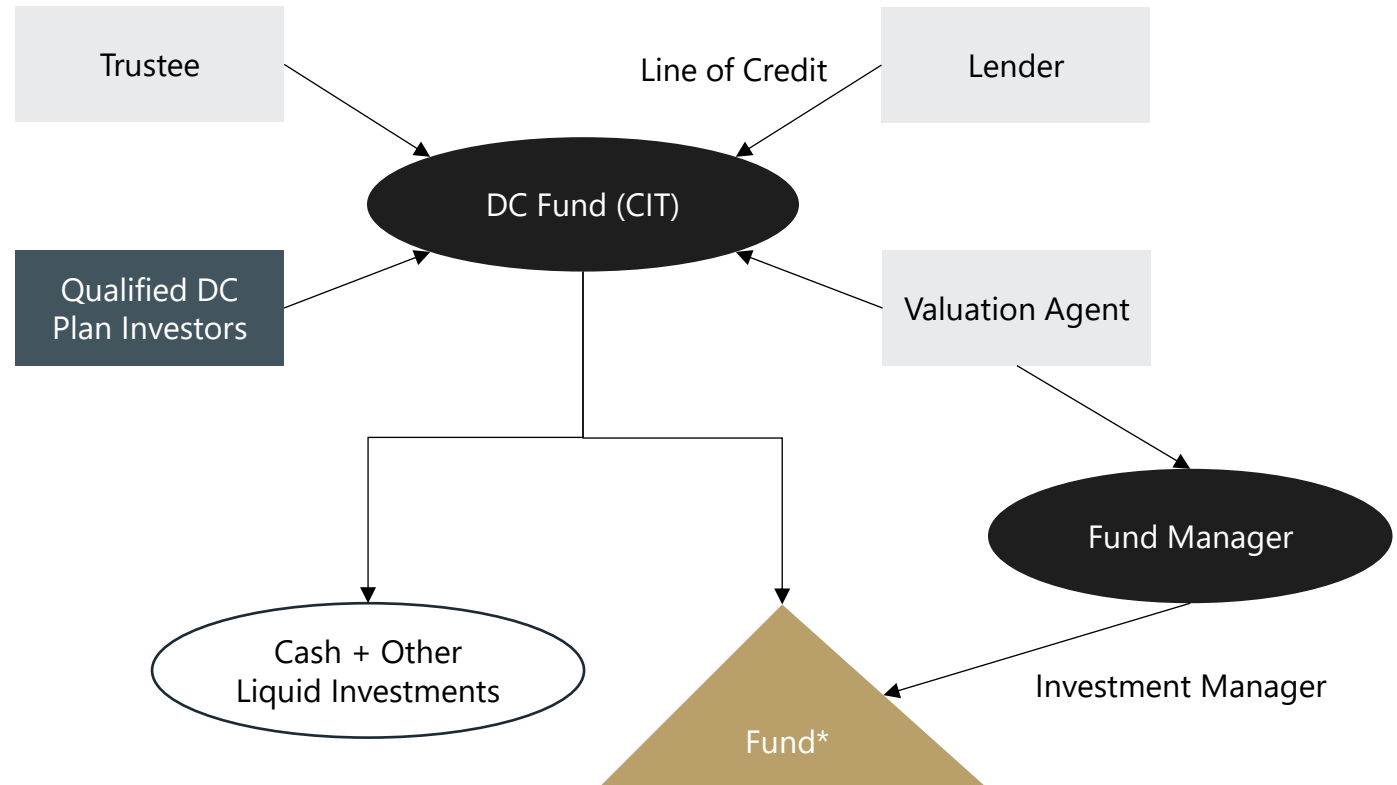 Trustee
Line of Credit
Lender
DC Fund (CIT)
Qualified DC
Plan Investors
Valuation Agent
Fund Manager
Cash + Other
Liquid Investments
Investment Manager
Fund*